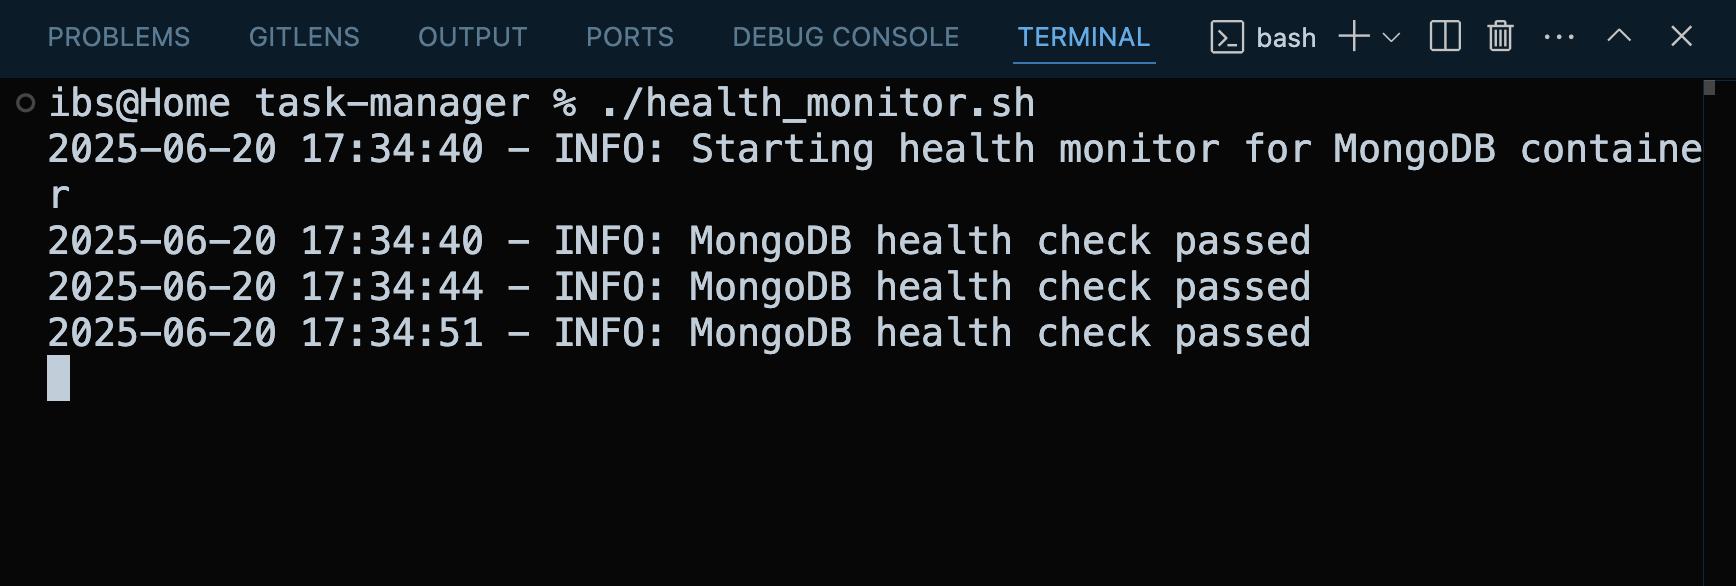 PROBLEMS GITLENS OUTPUT PORTS DEBUG CONSOLE TERMINAL bash
ibs@Home task-manager % ./health_monitor.sh
2025-06-20 17:34:40 - INFO: Starting health monitor for MongoDB containe
r
2025-06-20 17:34:40 - INFO: MongoDB health check passed
2025-06-20 17:34:44 - INFO: MongoDB health check passed
2025-06-20 17:34:51 - INFO: MongoDB health check passed